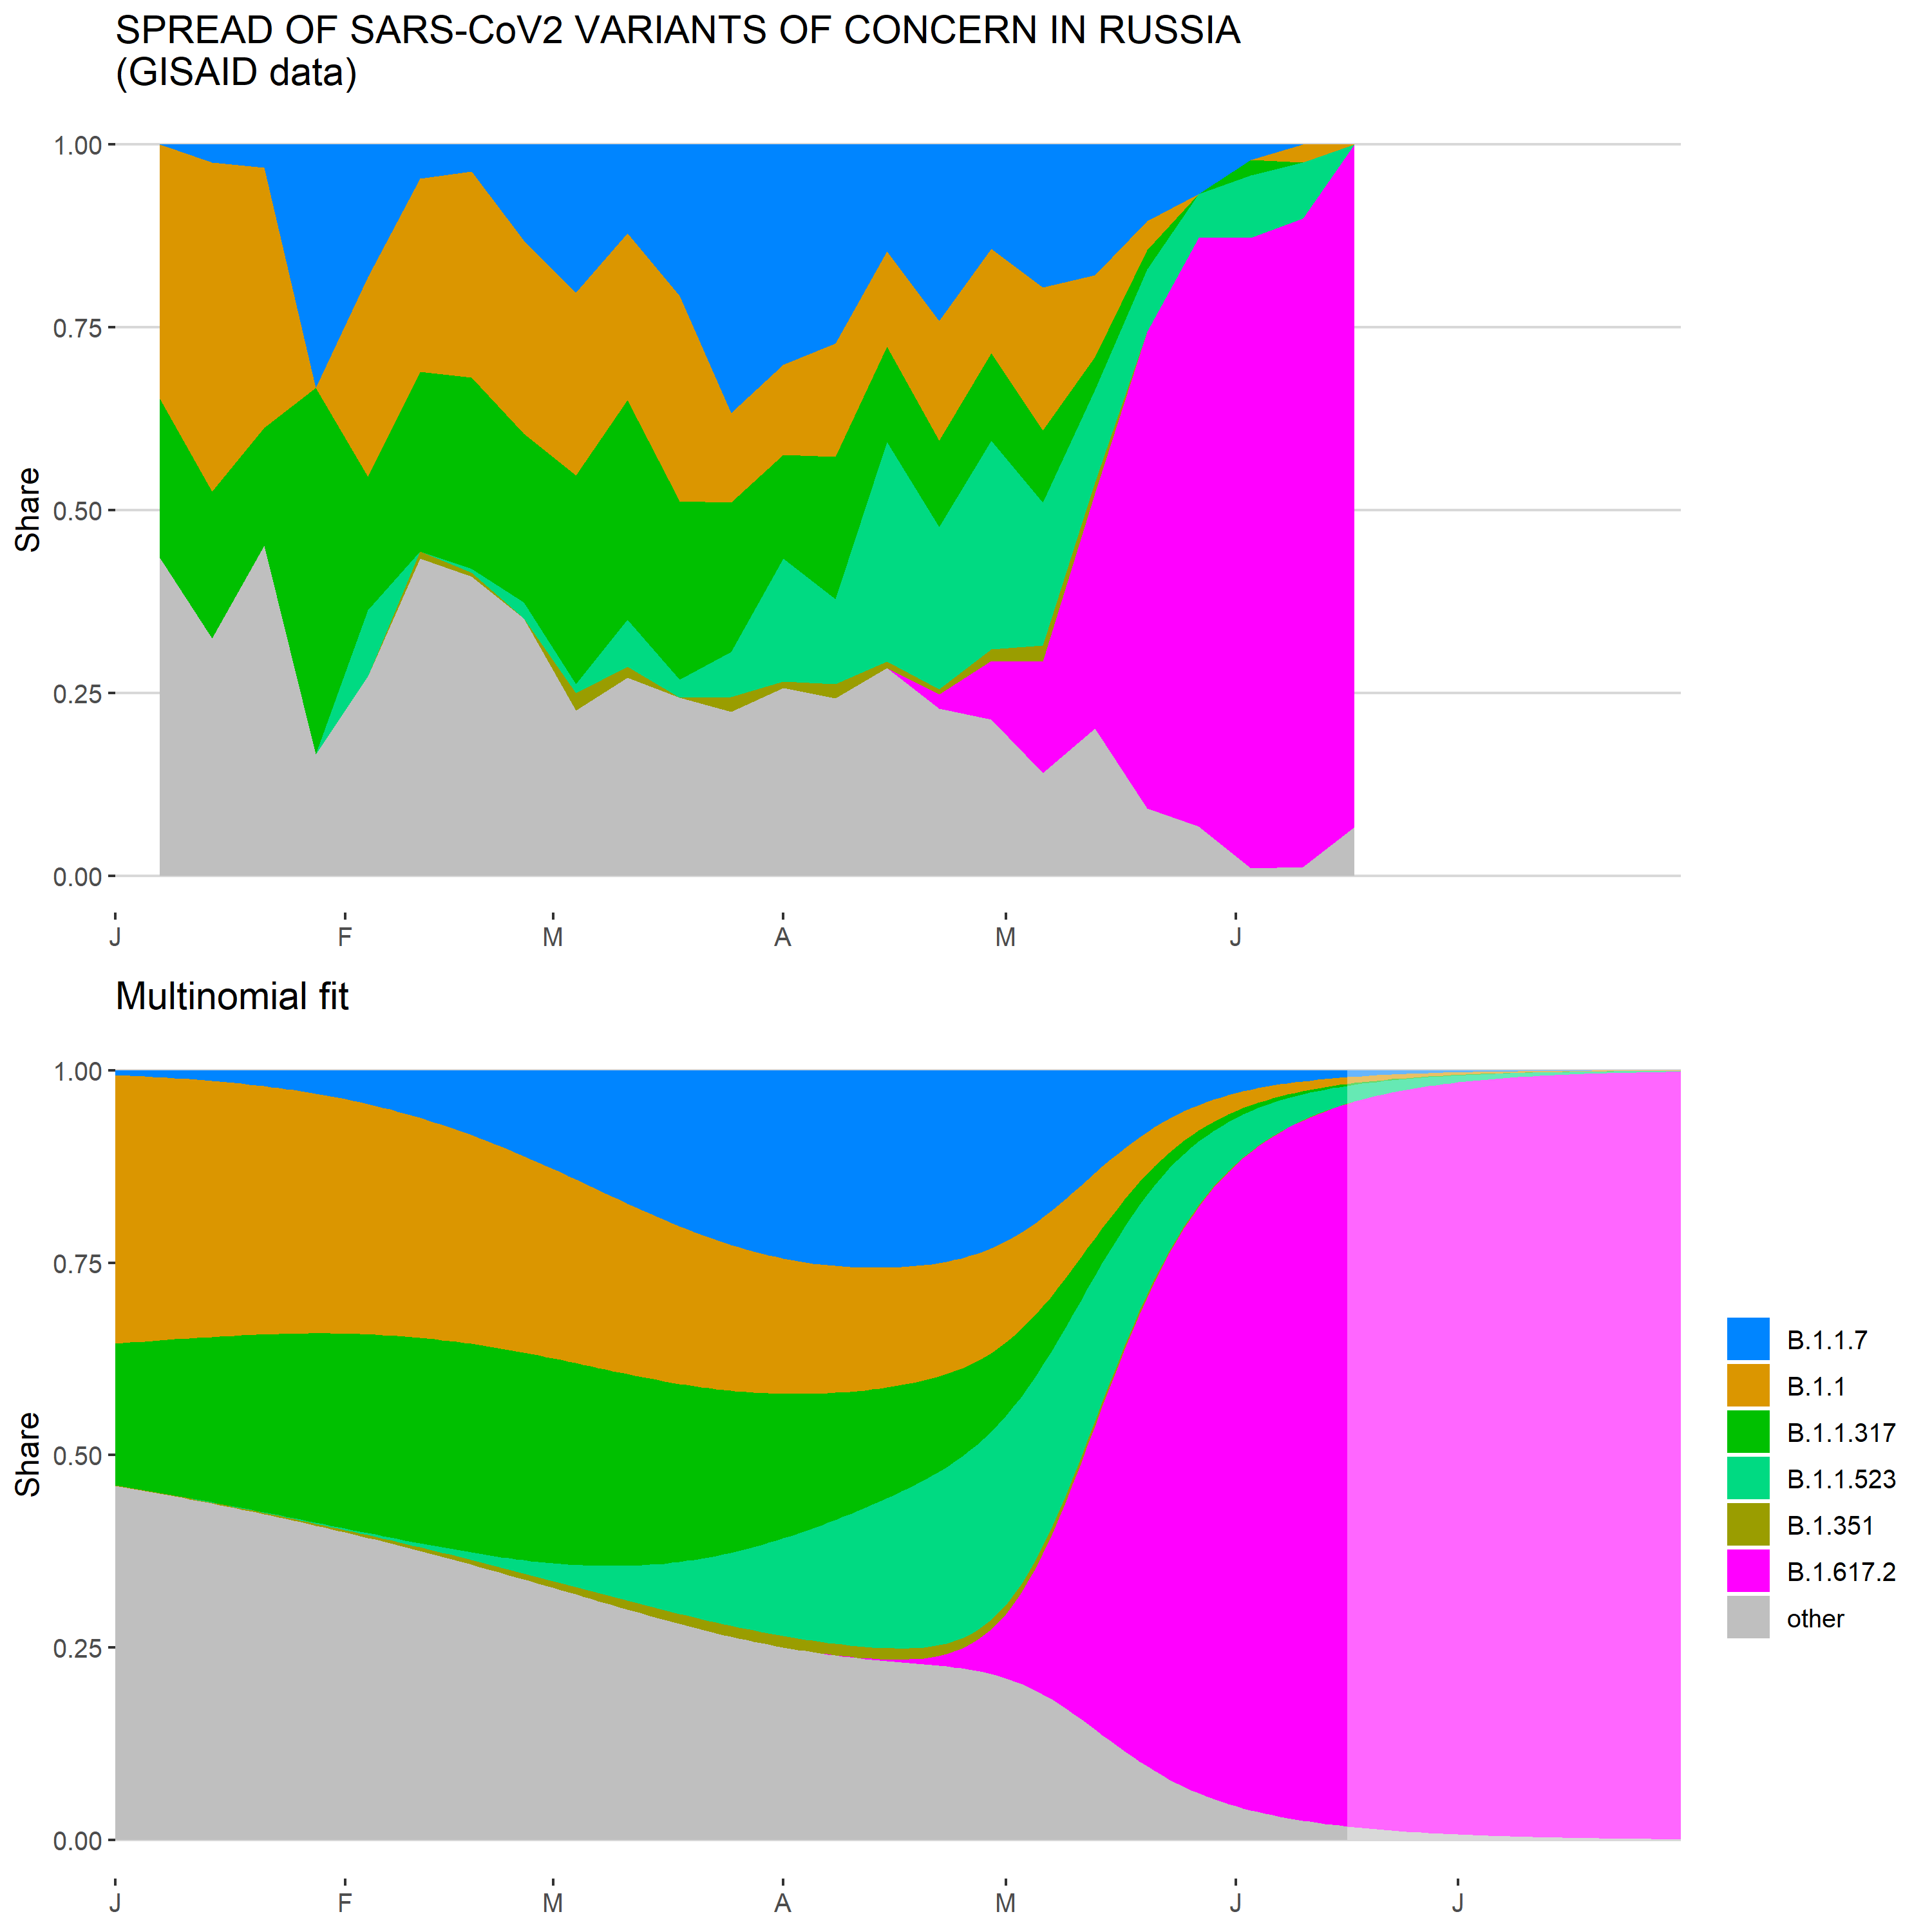 SPREAD OF SARS-CoV2 VARIANTS OF CONCERN IN RUSSIA
(GISAID data)
1.00
0.75
0.50
0.25
0.00
Share
J F M A M J
Multinomial fit
1.00
0.75
0.50
0.25
0.00
Share
J F M A M J J
B.1.1.7
B.1.1
B.1.1.317
B.1.1.523
B.1.351
B.1.617.2
other